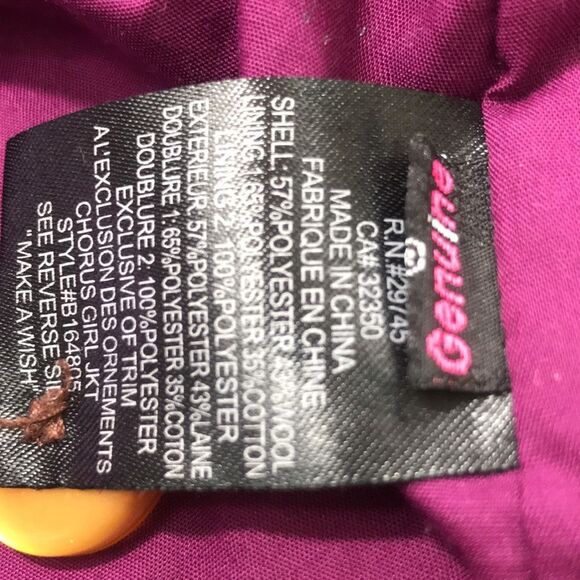 Genuine
R.N #29745
CA# 32350
MADE IN CHINA
FABRIQUE EN CHINE
SHELL: 57%POLYESTER 43%WOOL
LINING 1:65%POLYESTER 35%COTTON
LINING 2: 100%POLYESTER
EXTERIEUR: 57%POLYESTER 43%LAINE
DOUBLURE 1: 65%POLYESTER 35%COTON
DOUBLURE 2: 100%POLYESTER
EXCLUSIVE OF TRIM
AL'EXCLUSION DES ORNEMENTS
CHORUS GIRL JKT
STYLE#B164805
SEE REVERSE
"MAKE A WISH"